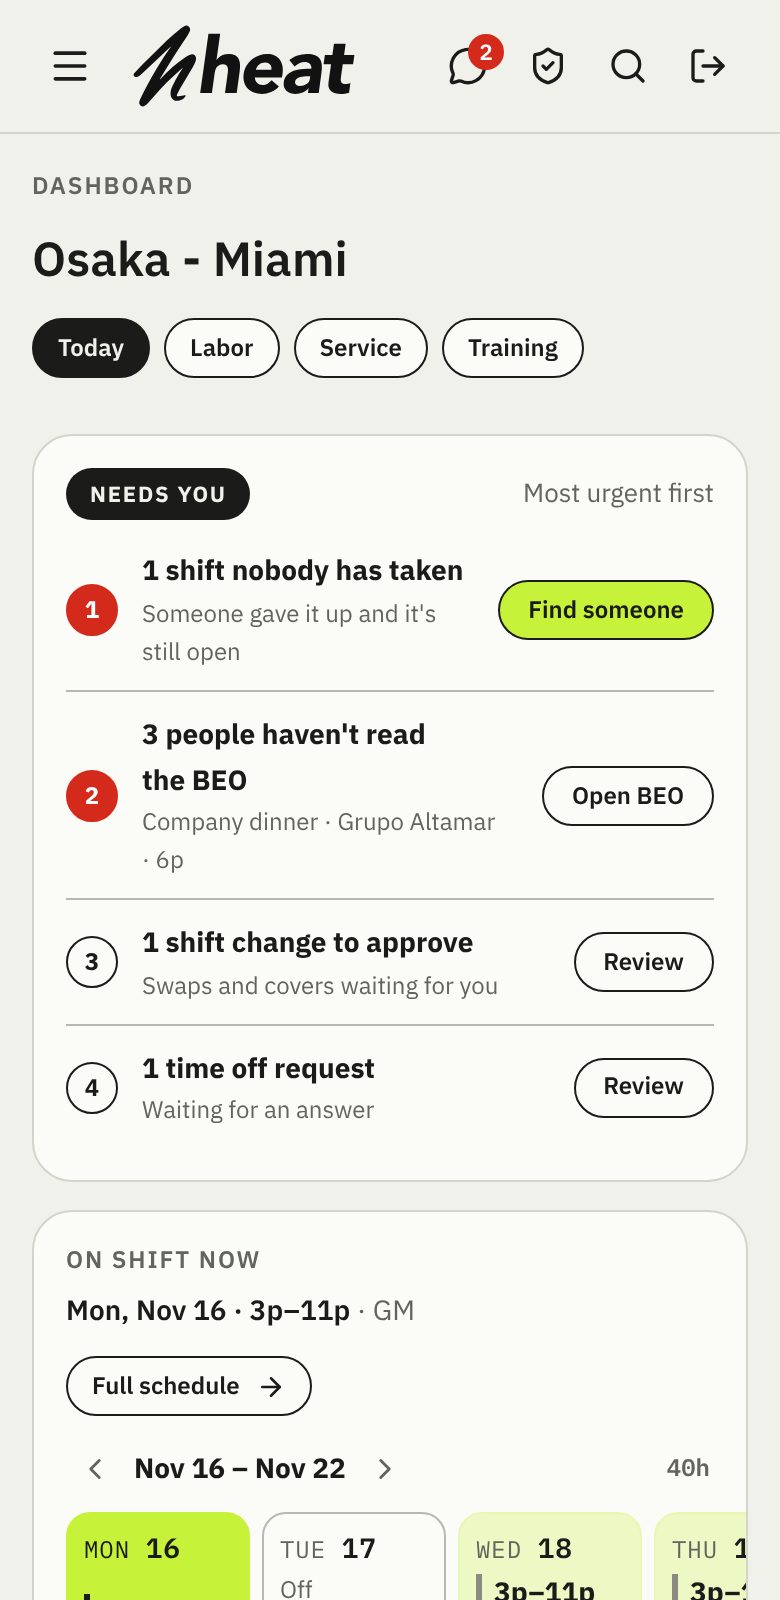 heat
2
DASHBOARD
Osaka - Miami
Today Labor Service Training
NEEDS YOU Most urgent first
1 shift nobody has taken
1 Someone gave it up and it's Find someone
still open
3 people haven't read
the BEO
2 Open BEO
Company dinner · Grupo Altamar
· 6p
1 shift change to approve
3 Review
Swaps and covers waiting for you
1 time off request
4 Review
Waiting for an answer
ON SHIFT NOW
Mon, Nov 16 · 3p–11p · GM
Full schedule →
Nov 16 – Nov 22 40h
MON 16 TUE 17 WED 18 THU
Off 3p–11p